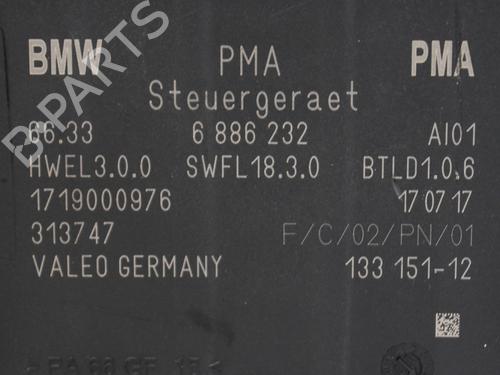 BMW PMA PMA
Steuergeraet
66.33 6 886 232 AI01
HWEL3.0.0 SWFL18.3.0 BTLD1.0.6
1719000976 17 07 17
313747 F/C/02/PN/01
VALEO GERMANY 133 151-12
B-PARTS